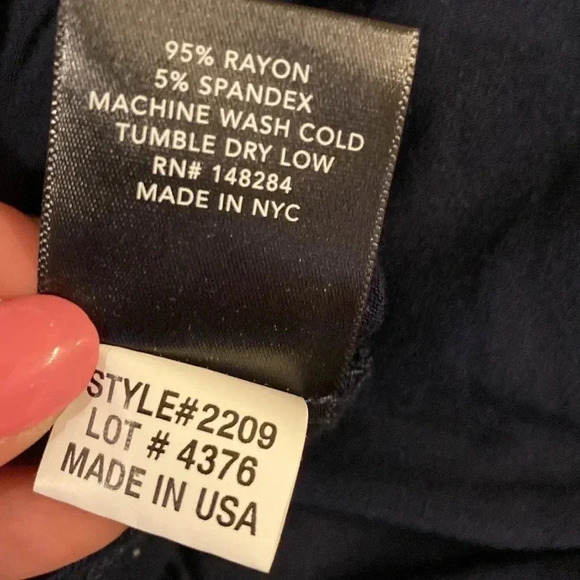 95% RAYON
5% SPANDEX
MACHINE WASH COLD
TUMBLE DRY LOW
RN# 148284
MADE IN NYC
STYLE#2209
LOT # 4376
MADE IN USA